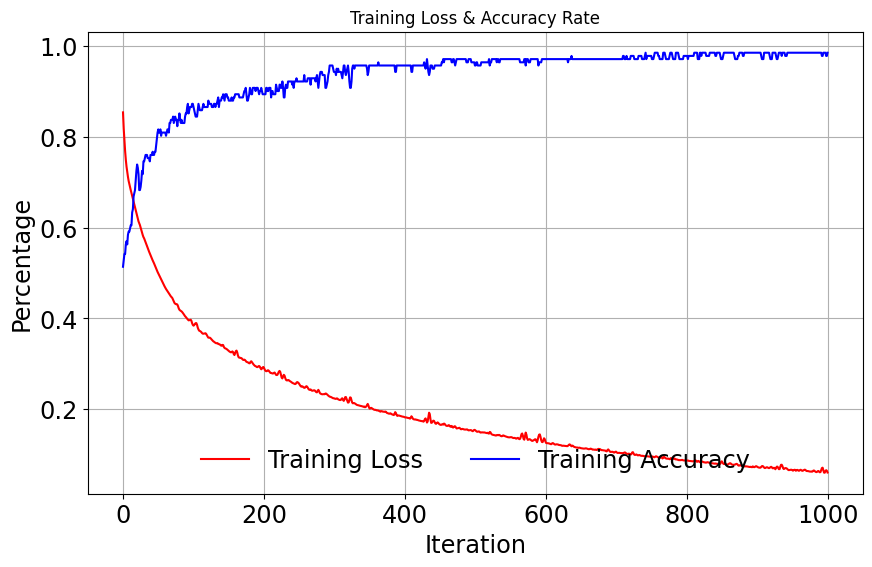 Training Loss & Accuracy Rate
1.0
0.8
0.6
0.4
0.2
Percentage
Training Loss Training Accuracy
0 200 400 600 800 1000
Iteration